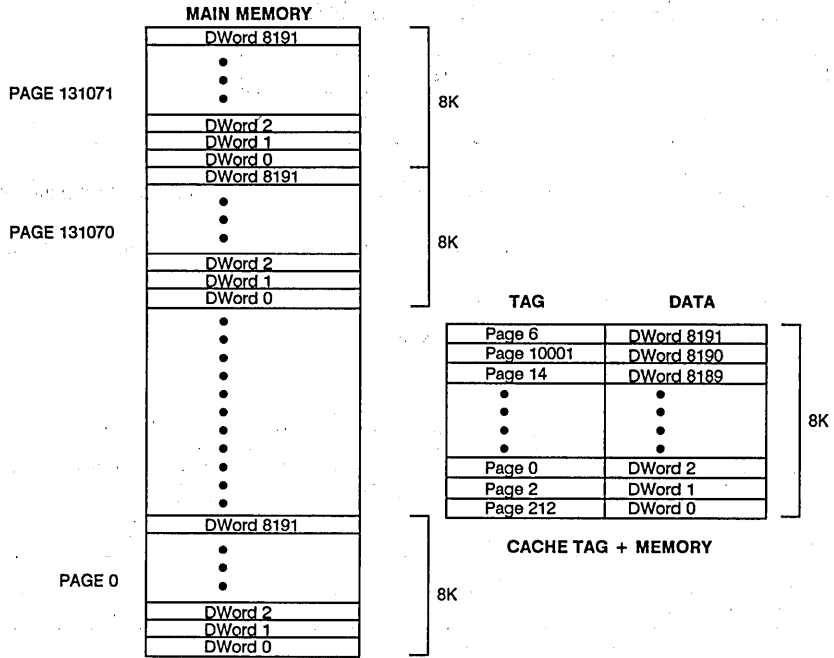 MAIN MEMORY
DWord 8191
PAGE 131071
8K
DWord 2
DWord 1
DWord 0
DWord 8191
PAGE 131070
8K
DWord 2
DWord 1
DWord 0
TAG DATA
Page 6 DWord 8191
Page 10001 DWord 8190
Page 14 DWord 8189
8K
Page 0 DWord 2
Page 2 DWord 1
Page 212 DWord 0
CACHE TAG + MEMORY
DWord 8191
PAGE 0
8K
DWord 2
DWord 1
DWord 0